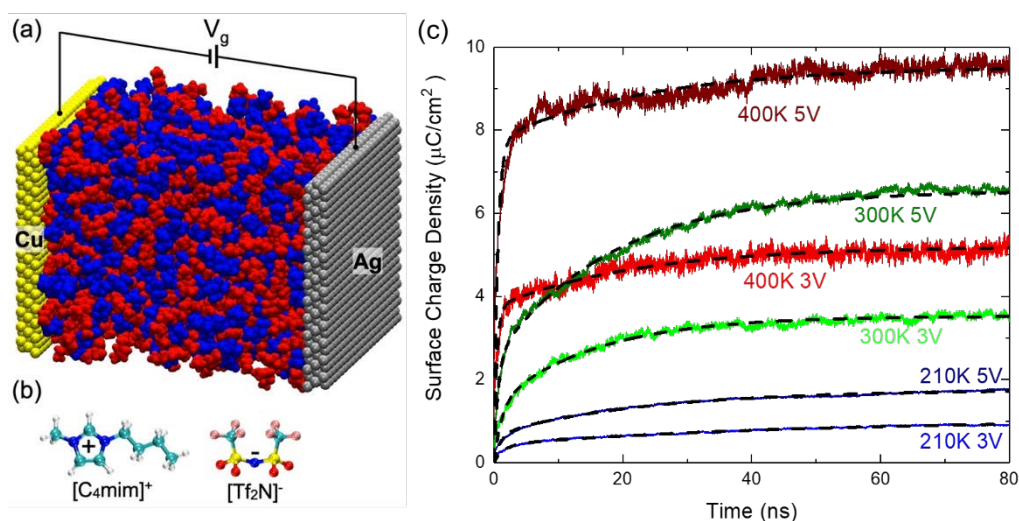 (a)
V_g
Cu
Ag
(b)
+
-
[C₄mim]⁺
[Tf₂N]⁻
(c)
Surface Charge Density (μC/cm²)
10
8
6
4
2
0
400K 5V
300K 5V
400K 3V
300K 3V
210K 5V
210K 3V
0 20 40 60 80
Time (ns)